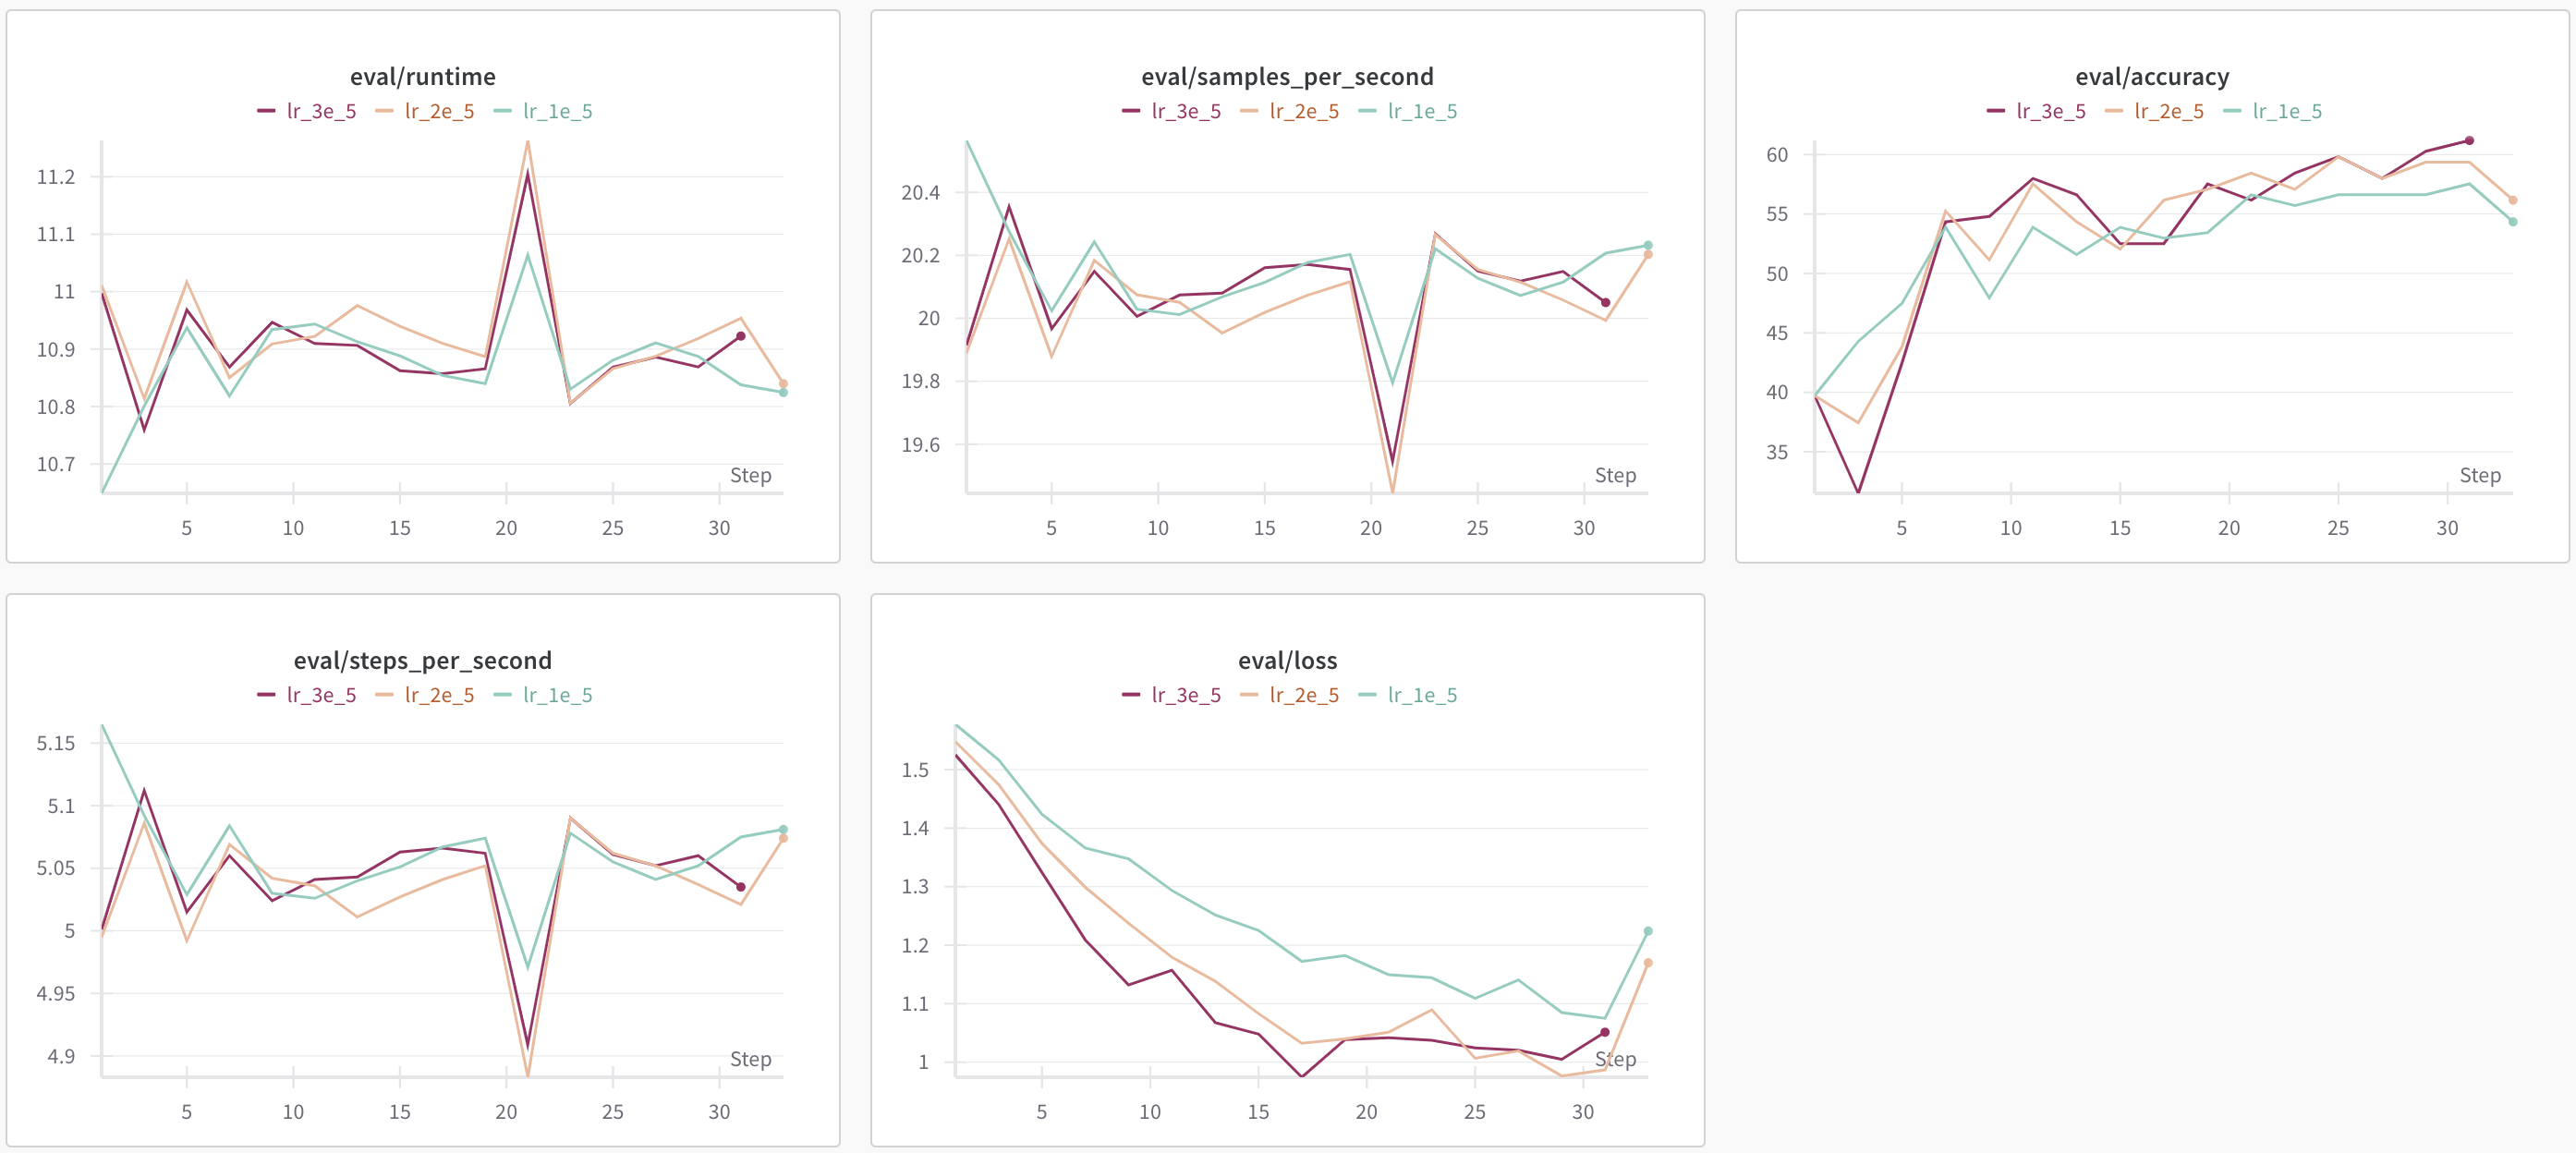 eval/runtime
lr_3e_5 lr_2e_5 lr_1e_5
11.2
11.1
11
10.9
10.8
10.7
Step
5 10 15 20 25 30
eval/samples_per_second
lr_3e_5 lr_2e_5 lr_1e_5
20.4
20.2
20
19.8
19.6
Step
5 10 15 20 25 30
eval/accuracy
lr_3e_5 lr_2e_5 lr_1e_5
60
55
50
45
40
35
Step
5 10 15 20 25 30
eval/steps_per_second
lr_3e_5 lr_2e_5 lr_1e_5
5.15
5.1
5.05
5
4.95
4.9
Step
5 10 15 20 25 30
eval/loss
lr_3e_5 lr_2e_5 lr_1e_5
1.5
1.4
1.3
1.2
1.1
1
Step
5 10 15 20 25 30